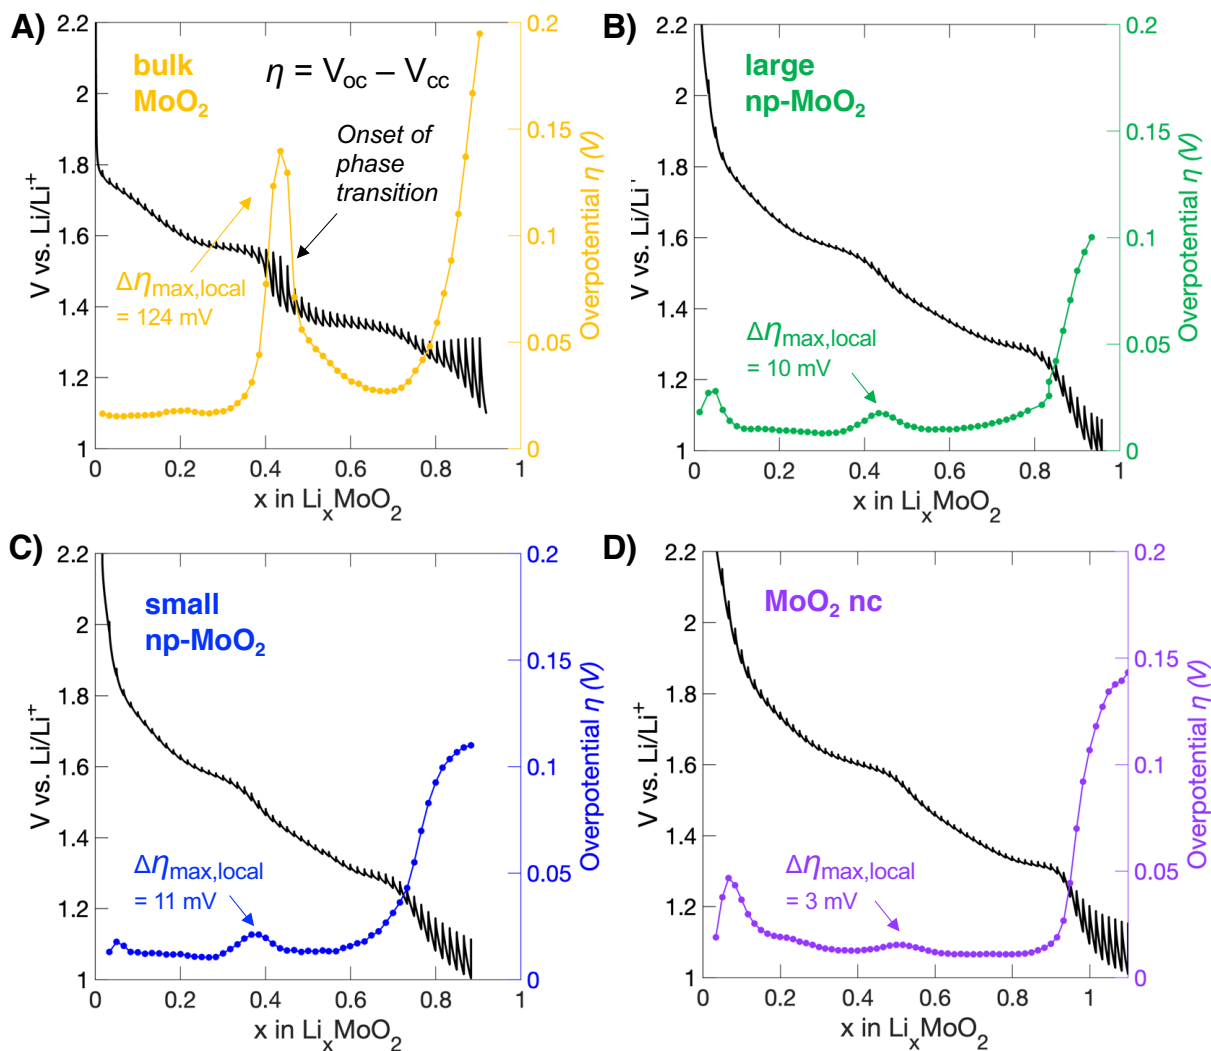 A)
bulk
MoO₂
η = Voc – Vcc
Onset of
phase
transition
Δηmax,local
= 124 mV
V vs. Li/Li⁺
2.2
2
1.8
1.6
1.4
1.2
1
0.2
0.15
0.1
0.05
0
Overpotential η (V)
0 0.2 0.4 0.6 0.8 1
x in LiₓMoO₂
B)
large
np-MoO₂
Δηmax,local
= 10 mV
V vs. Li/Li
2.2
2
1.8
1.6
1.4
1.2
1
0.2
0.15
0.1
0.05
0
Overpotential η (V)
0 0.2 0.4 0.6 0.8 1
x in LiₓMoO₂
C)
small
np-MoO₂
Δηmax,local
= 11 mV
V vs. Li/Li⁺
2.2
2
1.8
1.6
1.4
1.2
1
0.2
0.15
0.1
0.05
0
Overpotential η (V)
0 0.2 0.4 0.6 0.8 1
x in LiₓMoO₂
D)
MoO₂ nc
Δηmax,local
= 3 mV
V vs. Li/Li⁺
2.2
2
1.8
1.6
1.4
1.2
1
0.2
0.15
0.1
0.05
0
Overpotential η (V)
0 0.2 0.4 0.6 0.8 1
x in LiₓMoO₂